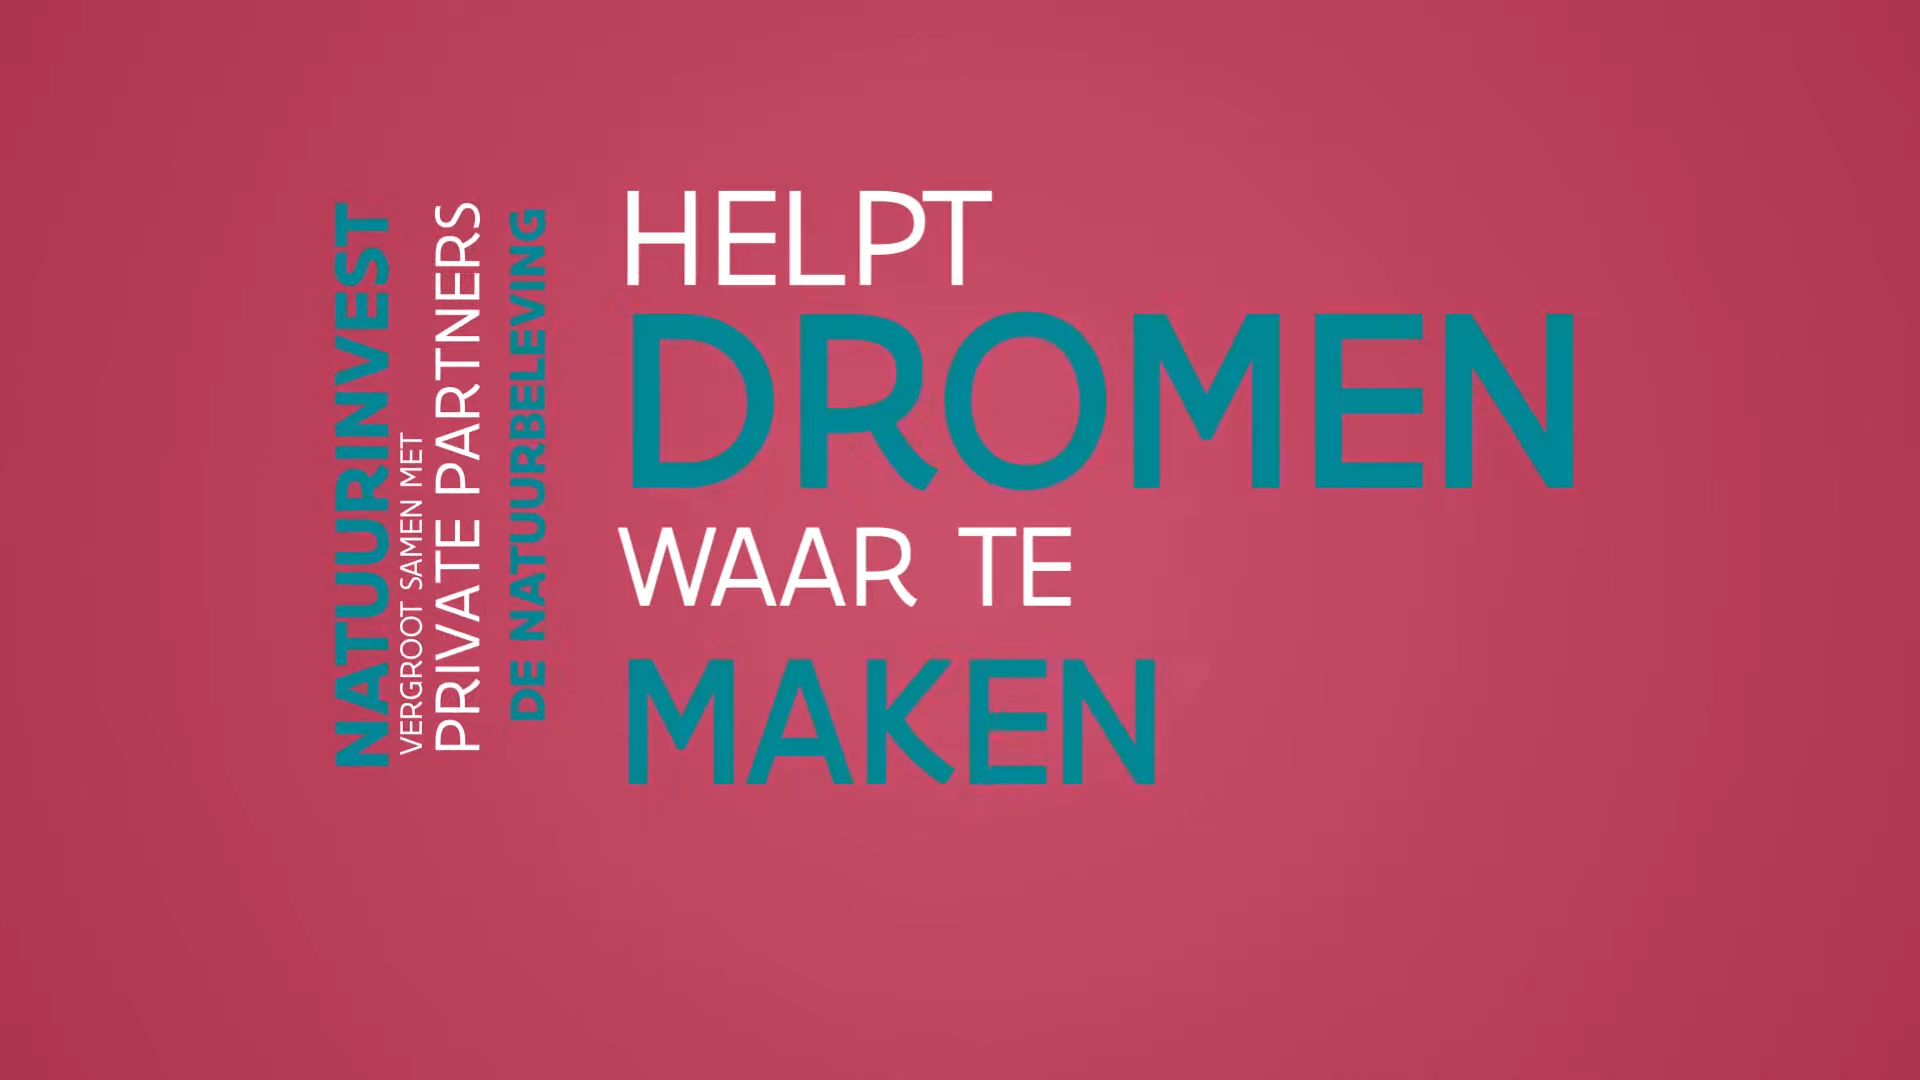 NATUURINVEST
VERGROOT SAMEN MET
PRIVATE PARTNERS
DE NATUURBELEVING
HELPT
DROMEN
WAAR TE
MAKEN